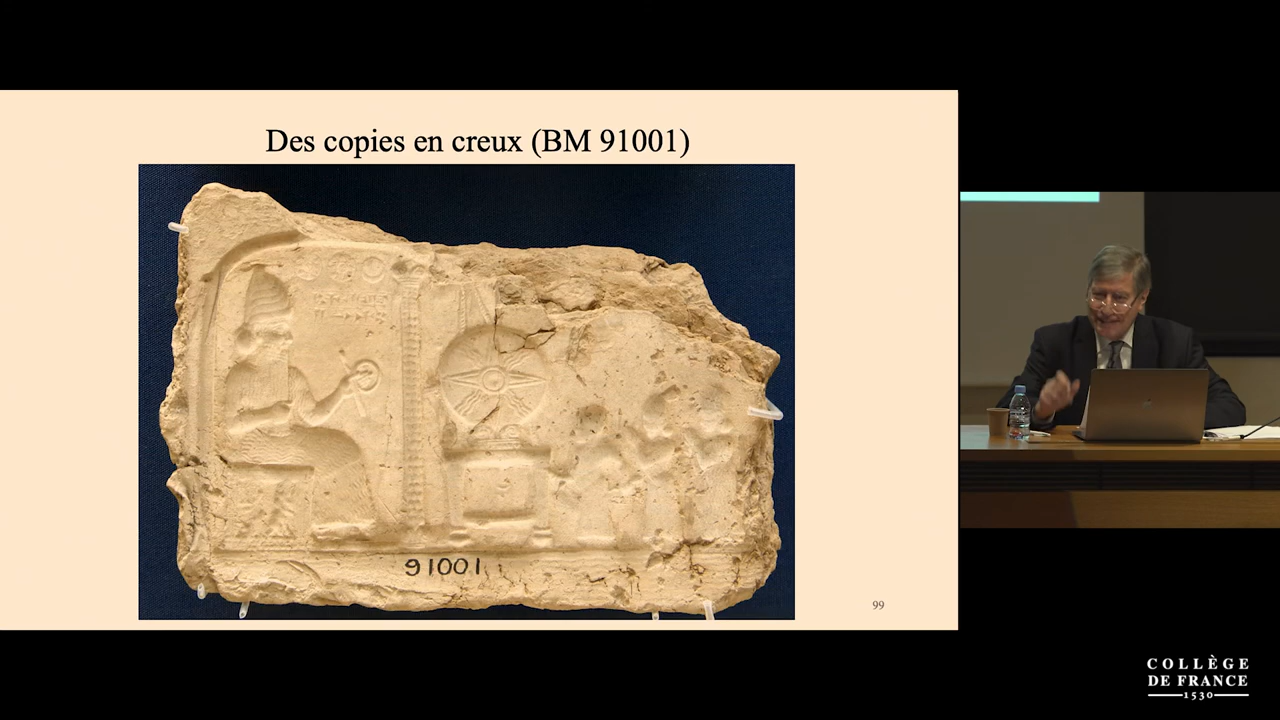 Des copies en creux (BM 91001)
91001
99
COLLÈGE
DE FRANCE
1530